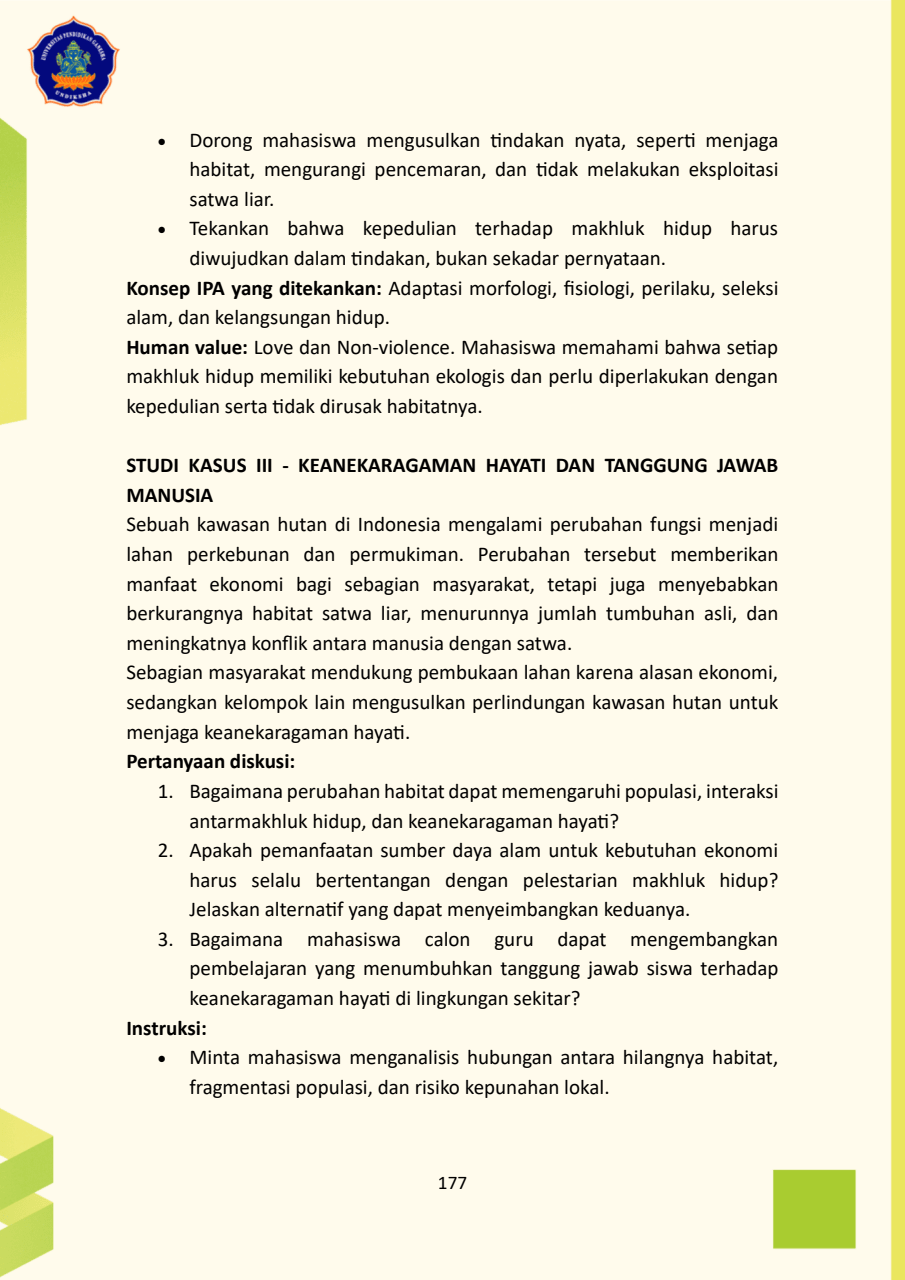 UNIVERSITAS PENDIDIKAN GANESHA
UNDIKSHA
• Dorong mahasiswa mengusulkan tindakan nyata, seperti menjaga
habitat, mengurangi pencemaran, dan tidak melakukan eksploitasi
satwa liar.
• Tekankan bahwa kepedulian terhadap makhluk hidup harus
diwujudkan dalam tindakan, bukan sekadar pernyataan.
Konsep IPA yang ditekankan: Adaptasi morfologi, fisiologi, perilaku, seleksi
alam, dan kelangsungan hidup.
Human value: Love dan Non-violence. Mahasiswa memahami bahwa setiap
makhluk hidup memiliki kebutuhan ekologis dan perlu diperlakukan dengan
kepedulian serta tidak dirusak habitatnya.
STUDI KASUS III - KEANEKARAGAMAN HAYATI DAN TANGGUNG JAWAB
MANUSIA
Sebuah kawasan hutan di Indonesia mengalami perubahan fungsi menjadi
lahan perkebunan dan permukiman. Perubahan tersebut memberikan
manfaat ekonomi bagi sebagian masyarakat, tetapi juga menyebabkan
berkurangnya habitat satwa liar, menurunnya jumlah tumbuhan asli, dan
meningkatnya konflik antara manusia dengan satwa.
Sebagian masyarakat mendukung pembukaan lahan karena alasan ekonomi,
sedangkan kelompok lain mengusulkan perlindungan kawasan hutan untuk
menjaga keanekaragaman hayati.
Pertanyaan diskusi:
1. Bagaimana perubahan habitat dapat memengaruhi populasi, interaksi
antarmakhluk hidup, dan keanekaragaman hayati?
2. Apakah pemanfaatan sumber daya alam untuk kebutuhan ekonomi
harus selalu bertentangan dengan pelestarian makhluk hidup?
Jelaskan alternatif yang dapat menyeimbangkan keduanya.
3. Bagaimana mahasiswa calon guru dapat mengembangkan
pembelajaran yang menumbuhkan tanggung jawab siswa terhadap
keanekaragaman hayati di lingkungan sekitar?
Instruksi:
• Minta mahasiswa menganalisis hubungan antara hilangnya habitat,
fragmentasi populasi, dan risiko kepunahan lokal.
177